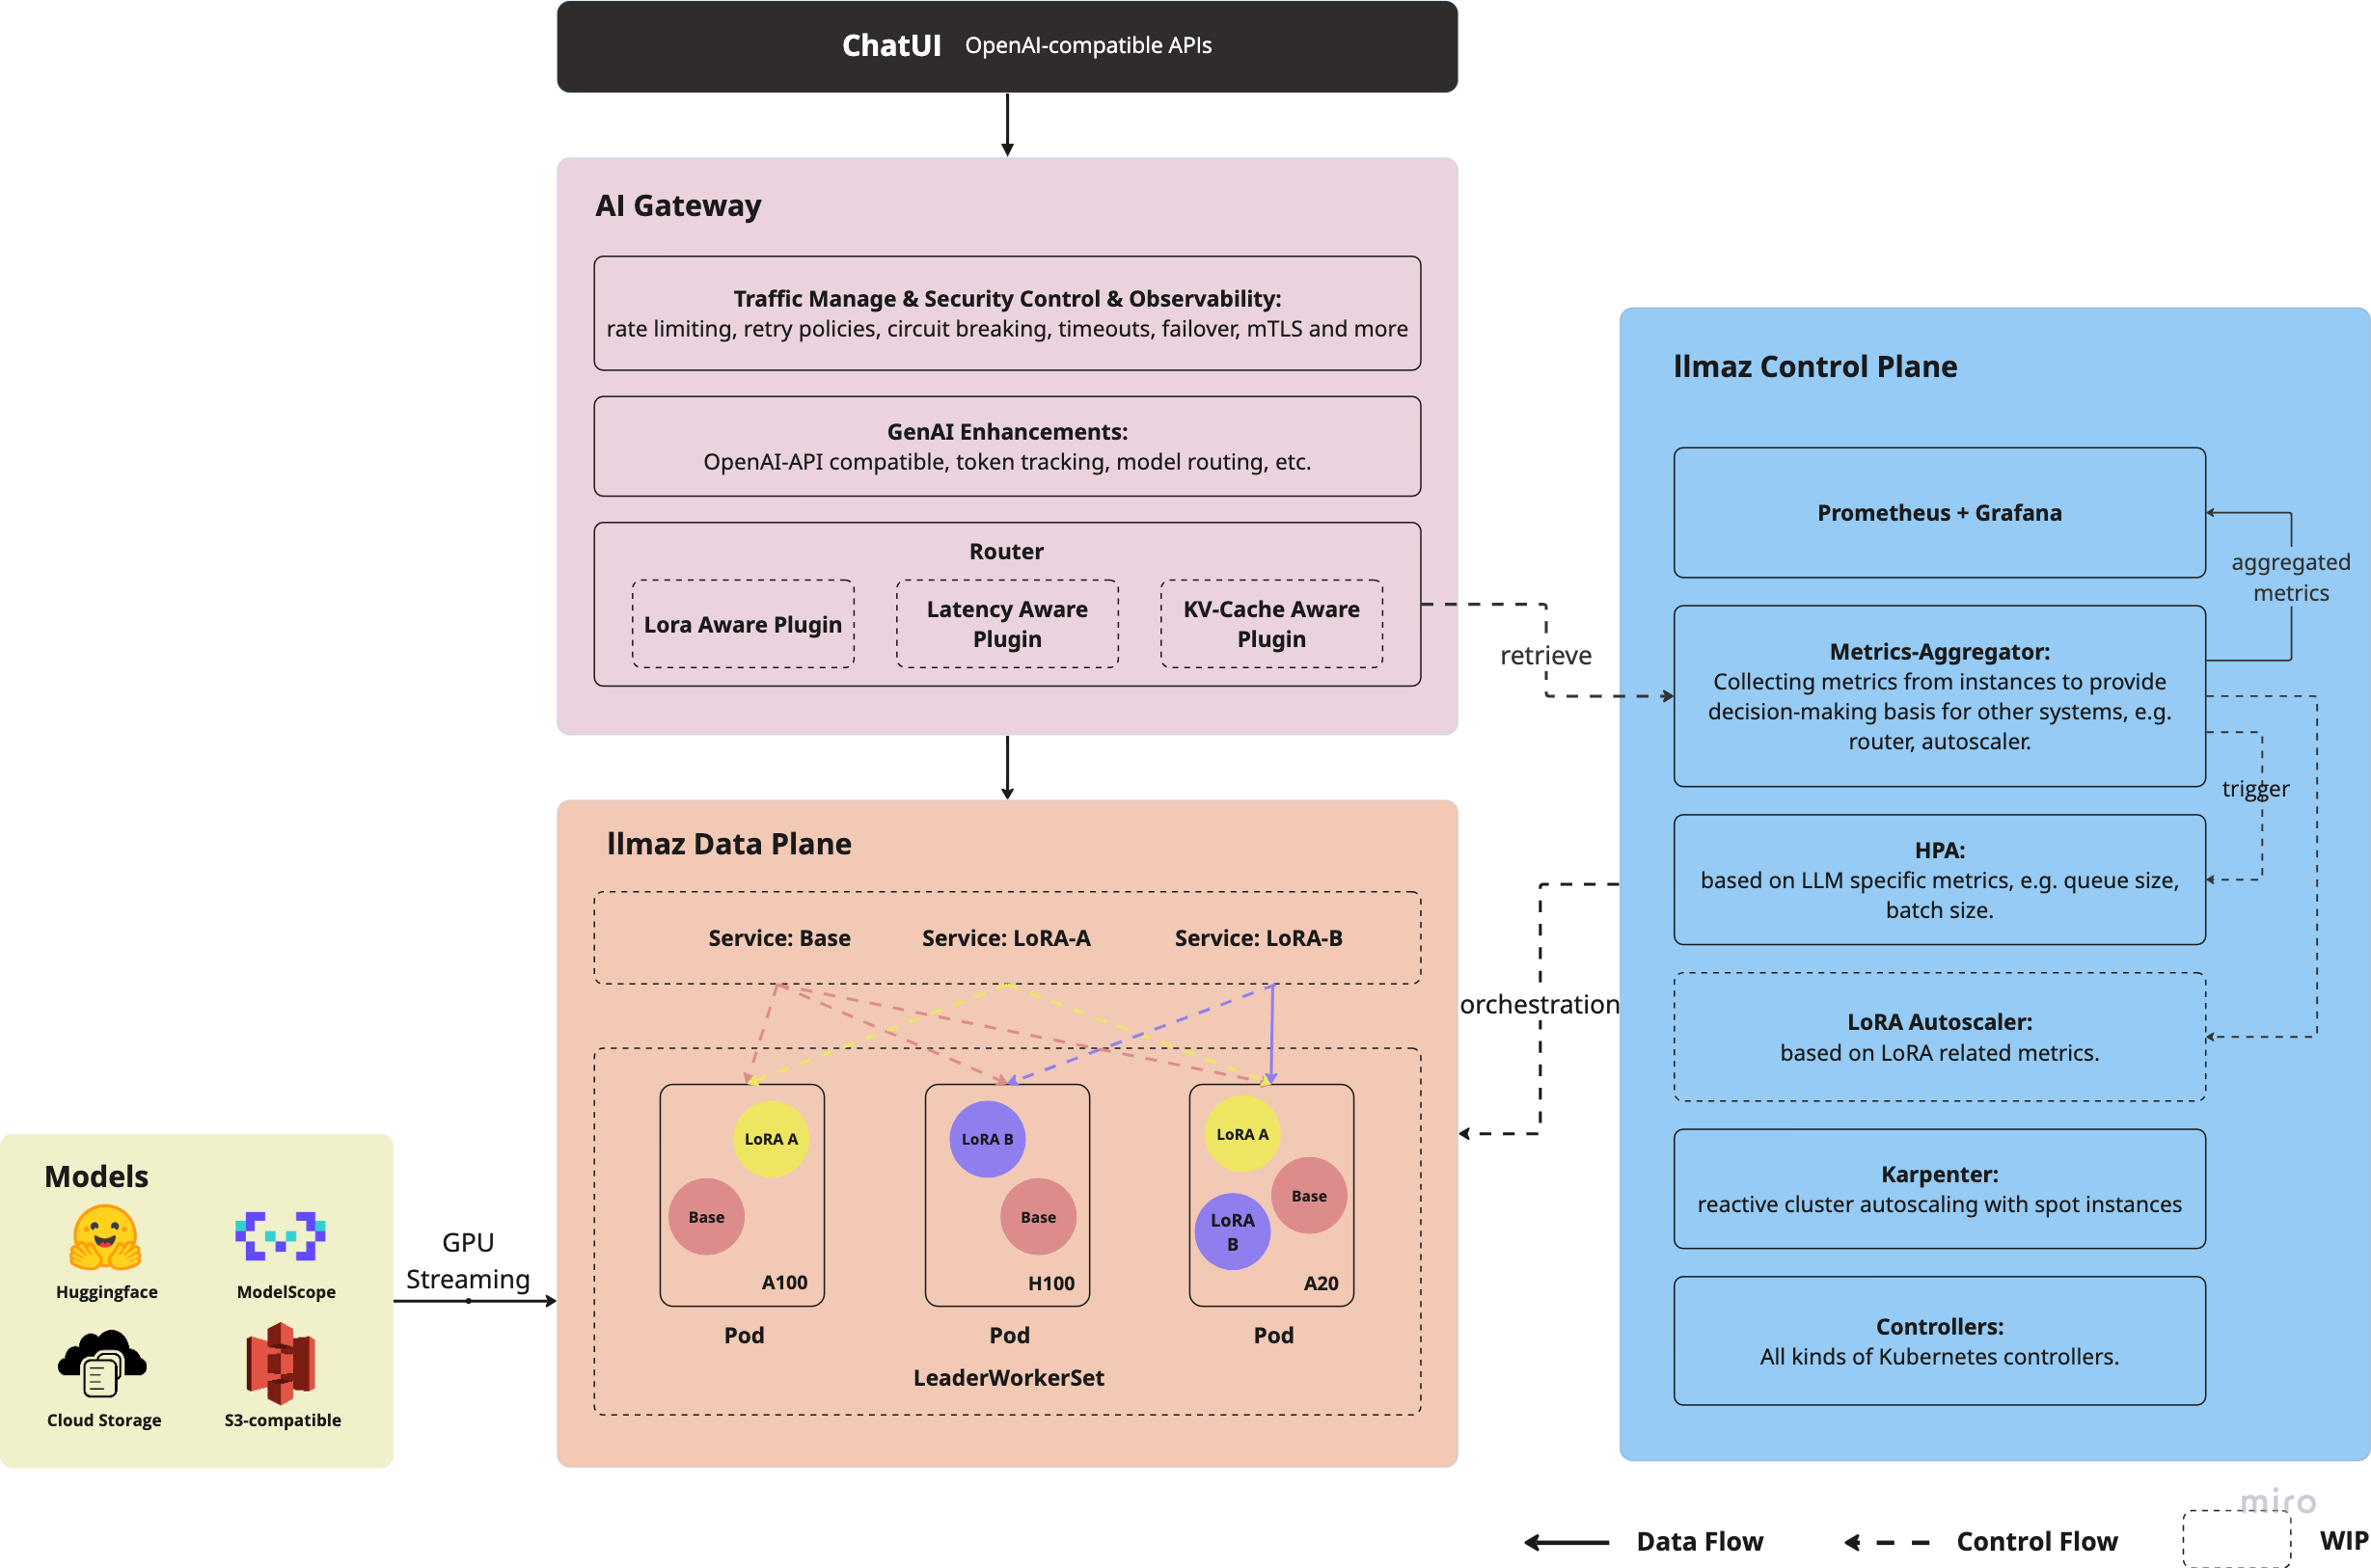 ChatUI OpenAI-compatible APIs
AI Gateway
Traffic Manage & Security Control & Observability:
rate limiting, retry policies, circuit breaking, timeouts, failover, mTLS and more
GenAI Enhancements:
OpenAI-API compatible, token tracking, model routing, etc.
Router
Lora Aware Plugin
Latency Aware
Plugin
KV-Cache Aware
Plugin
retrieve
llmaz Control Plane
Prometheus + Grafana
aggregated
metrics
Metrics-Aggregator:
Collecting metrics from instances to provide
decision-making basis for other systems, e.g.
router, autoscaler.
trigger
HPA:
based on LLM specific metrics, e.g. queue size,
batch size.
LoRA Autoscaler:
based on LoRA related metrics.
Karpenter:
reactive cluster autoscaling with spot instances
Controllers:
All kinds of Kubernetes controllers.
orchestration
llmaz Data Plane
Service: Base
Service: LoRA-A
Service: LoRA-B
LoRA A
Base
A100
Pod
LoRA B
Base
H100
Pod
LoRA A
Base
LoRA
B
A20
Pod
LeaderWorkerSet
Models
Huggingface
ModelScope
Cloud Storage
S3-compatible
GPU
Streaming
miro
Data Flow
Control Flow
WIP